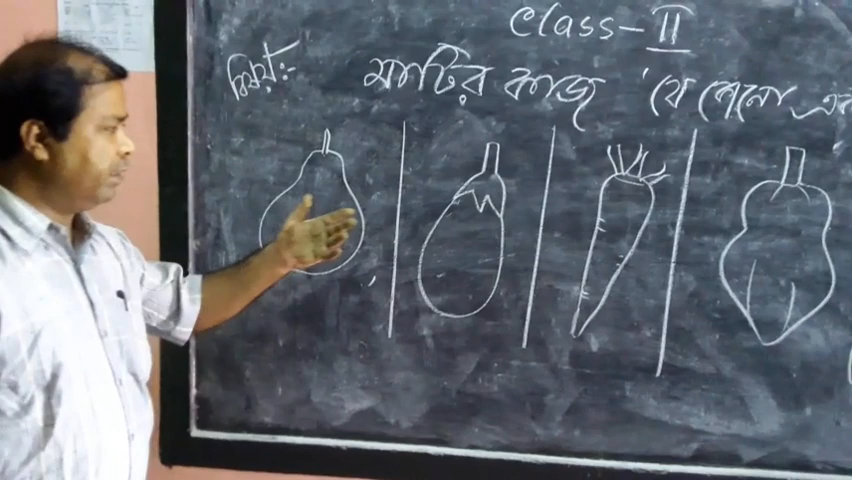 Class - II
বিষয়:- মাটির কাজ 'যে কোনো